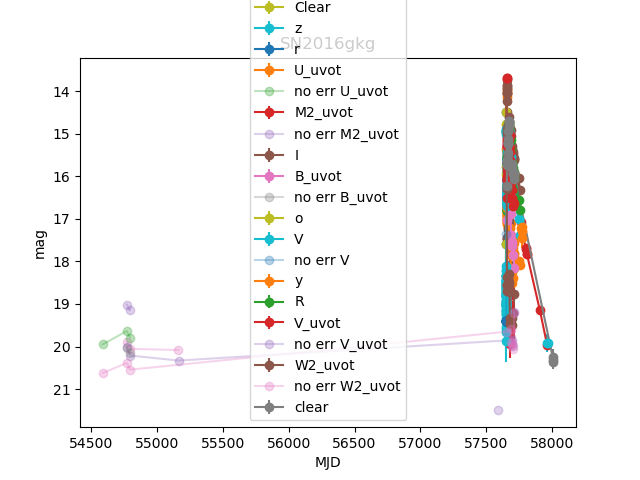 SN2016gkg
Clear
z
r
U_uvot
no err U_uvot
M2_uvot
no err M2_uvot
I
B_uvot
no err B_uvot
o
V
no err V
y
R
V_uvot
no err V_uvot
W2_uvot
no err W2_uvot
clear
mag
14
15
16
17
18
19
20
21
54500 55000 55500 56000 56500 57000 57500 58000
MJD